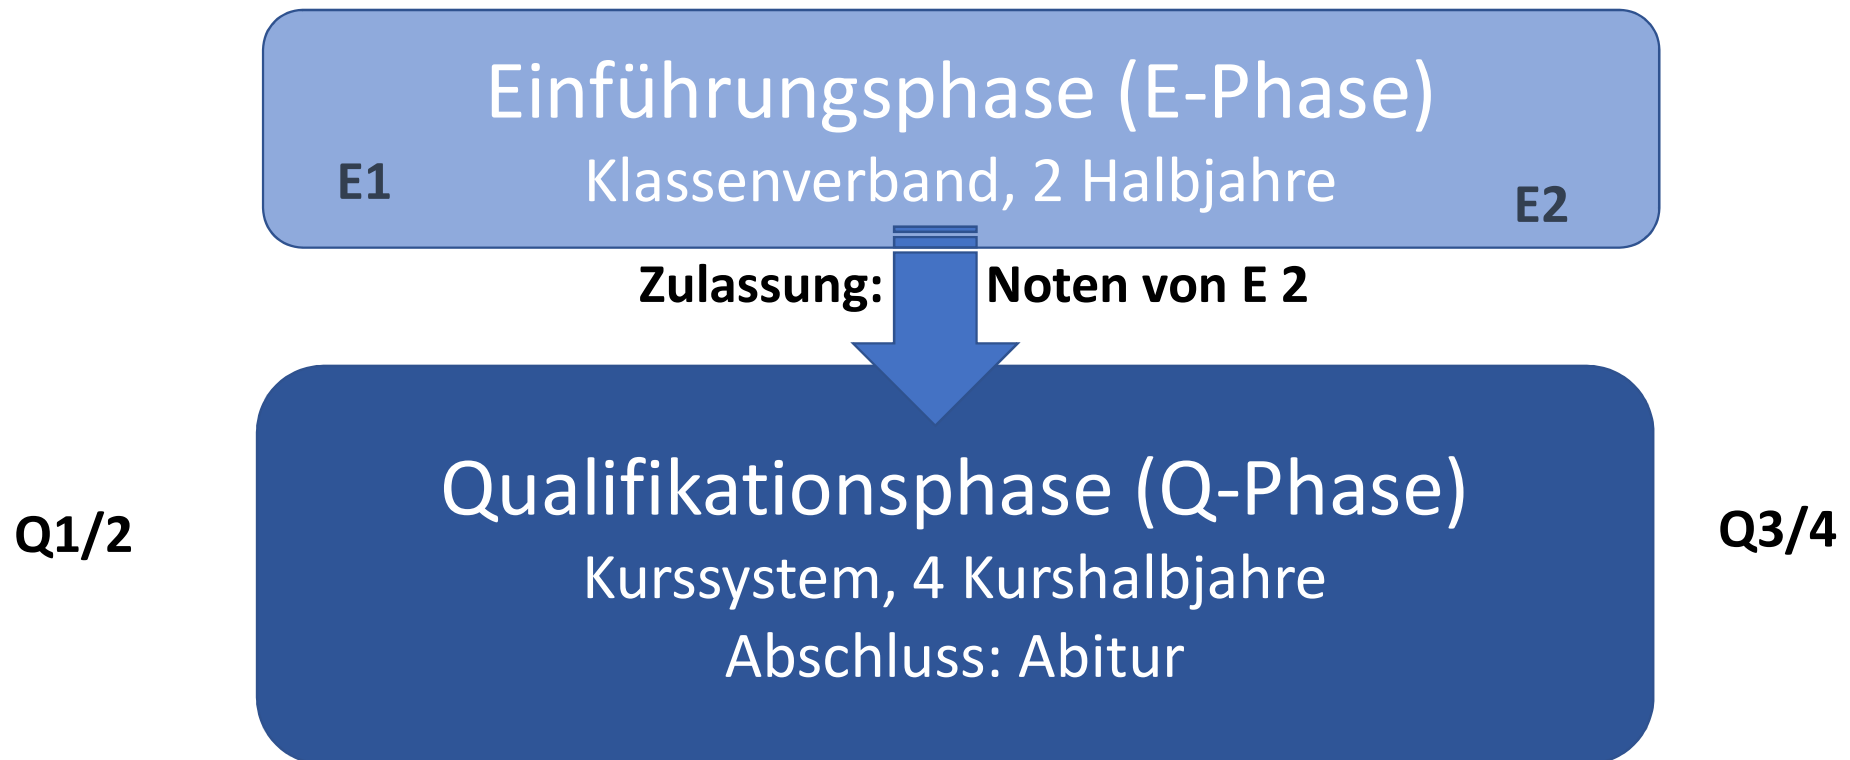 Einführungsphase (E-Phase)
E1
Klassenverband, 2 Halbjahre
E2
Zulassung: Noten von E 2
Qualifikationsphase (Q-Phase)
Q1/2
Q3/4
Kurssystem, 4 Kurshalbjahre
Abschluss: Abitur